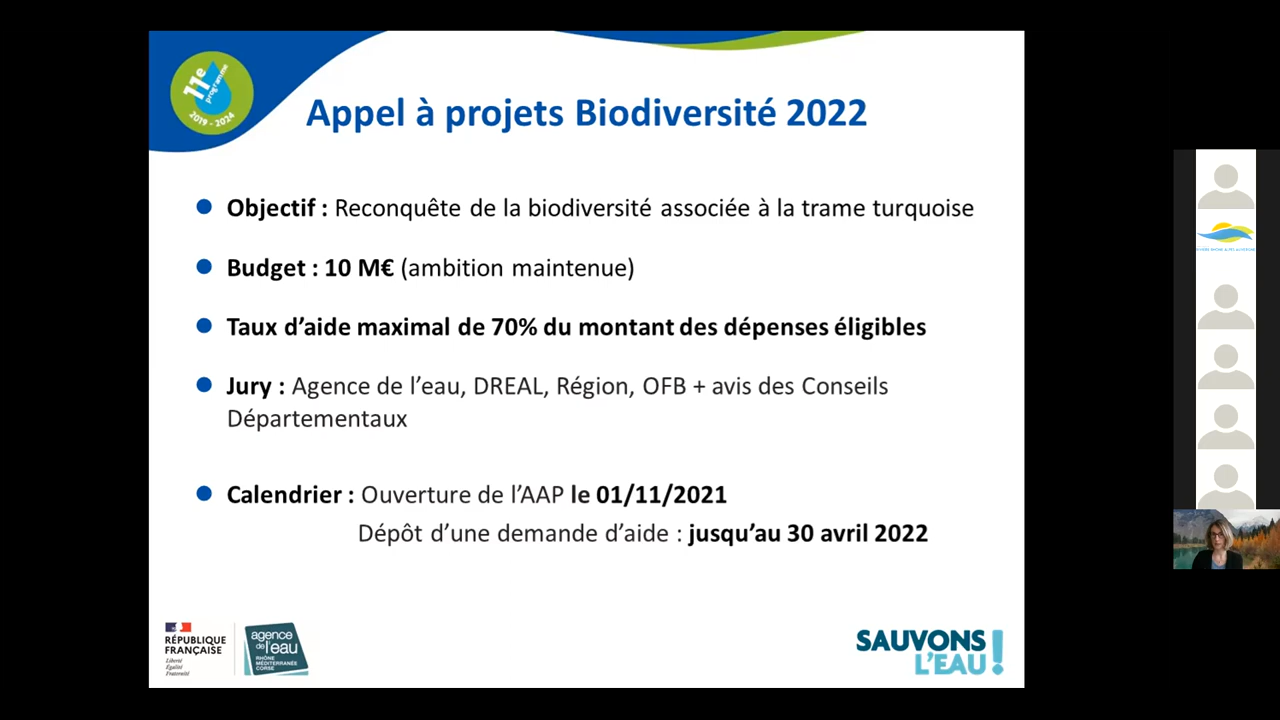 11e
programme
2019 - 2024
Appel à projets Biodiversité 2022
Objectif : Reconquête de la biodiversité associée à la trame turquoise
Budget : 10 M€ (ambition maintenue)
Taux d’aide maximal de 70% du montant des dépenses éligibles
Jury : Agence de l’eau, DREAL, Région, OFB + avis des Conseils
Départementaux
Calendrier : Ouverture de l’AAP le 01/11/2021
Dépôt d’une demande d’aide : jusqu’au 30 avril 2022
RÉPUBLIQUE
FRANÇAISE
Liberté
Égalité
Fraternité
agence
de l’eau
RHÔNE
MÉDITERRANÉE
CORSE
SAUVONS
L’EAU !